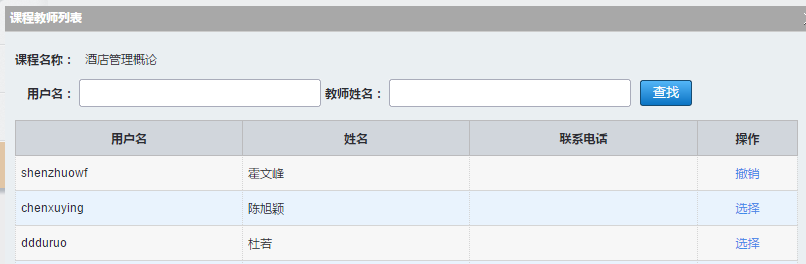 课程教师列表
课程名称： 酒店管理概论
用户名： 教师姓名： 查找
用户名 姓名 联系电话 操作
shenzhuowf 霍文峰 撤销
chenxuying 陈旭颖 选择
ddduruo 杜若 选择